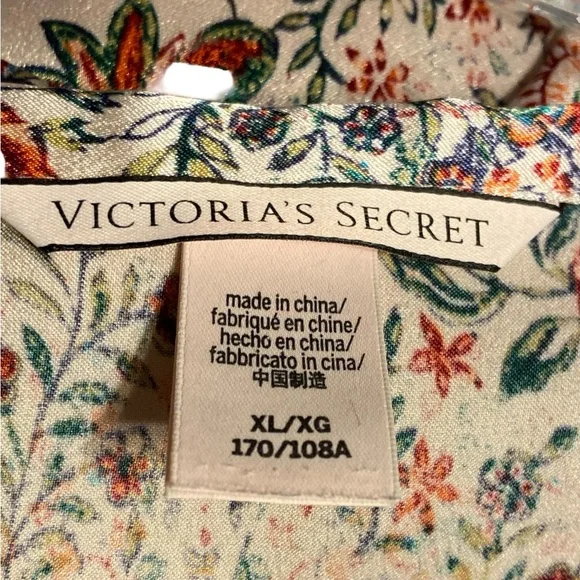 VICTORIA'S SECRET
made in china/
fabriqué en chine/
hecho en china/
fabbricato in cina/
中国制造
XL/XG
170/108A